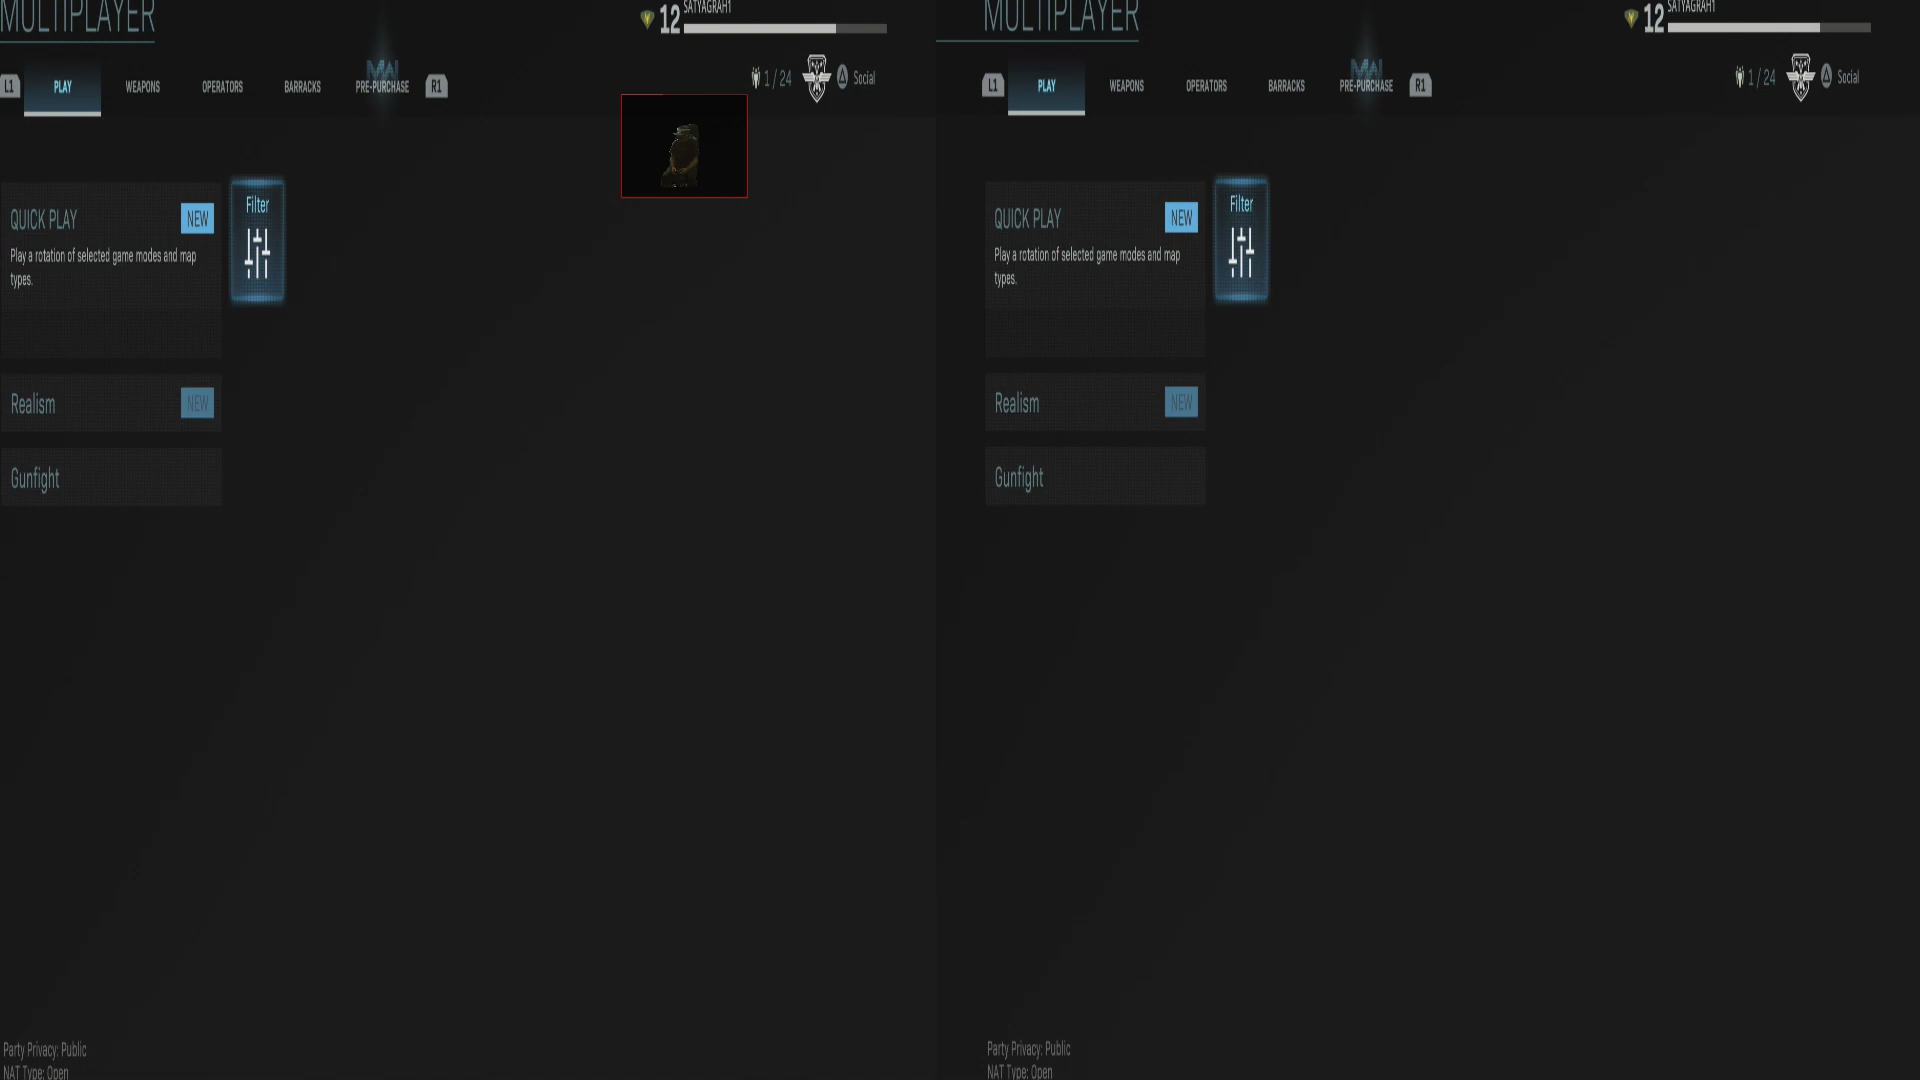 MULTIPLAYER
12 SATYAGRAH1
L1 PLAY WEAPONS OPERATORS BARRACKS PRE-PURCHASE R1
1 / 24 Social
QUICK PLAY NEW
Play a rotation of selected game modes and map
types.
Filter
Realism NEW
Gunfight
Party Privacy: Public
NAT Type: Open
MULTIPLAYER
12 SATYAGRAH1
L1 PLAY WEAPONS OPERATORS BARRACKS PRE-PURCHASE R1
1 / 24 Social
QUICK PLAY NEW
Play a rotation of selected game modes and map
types.
Filter
Realism NEW
Gunfight
Party Privacy: Public
NAT Type: Open